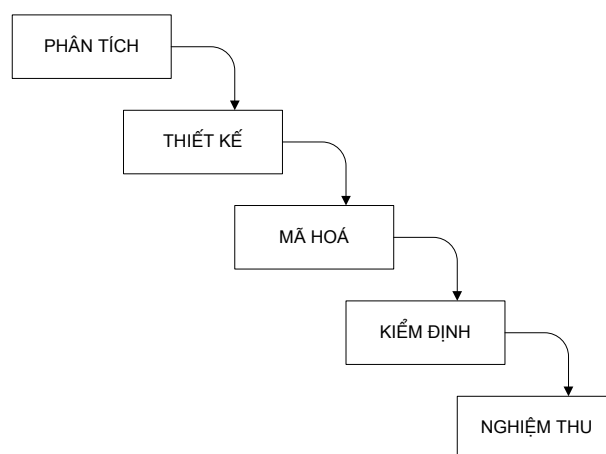 PHÂN TÍCH
THIẾT KẾ
MÃ HOÁ
KIỂM ĐỊNH
NGHIỆM THU